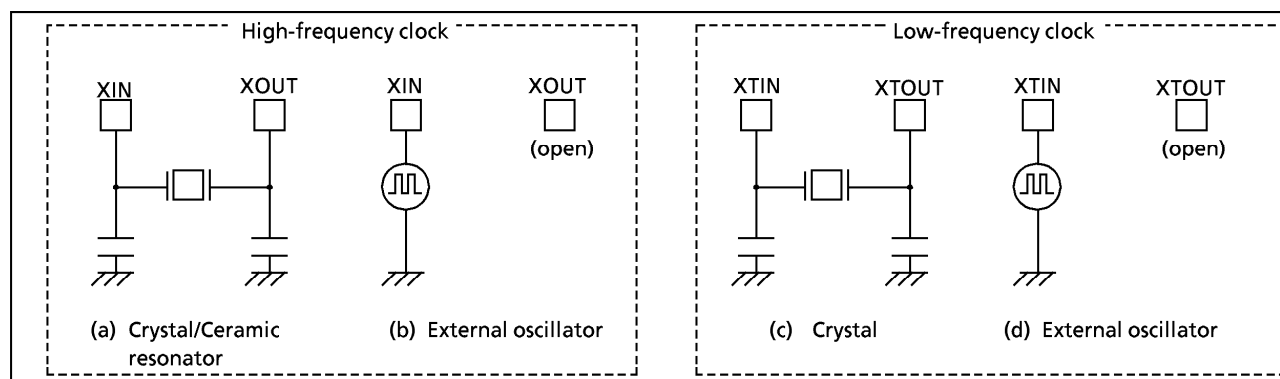 High-frequency clock
Low-frequency clock
XIN
XOUT
XIN
XOUT
XTIN
XTOUT
XTIN
XTOUT
(open)
(open)
(a) Crystal/Ceramic
resonator
(b) External oscillator
(c) Crystal
(d) External oscillator